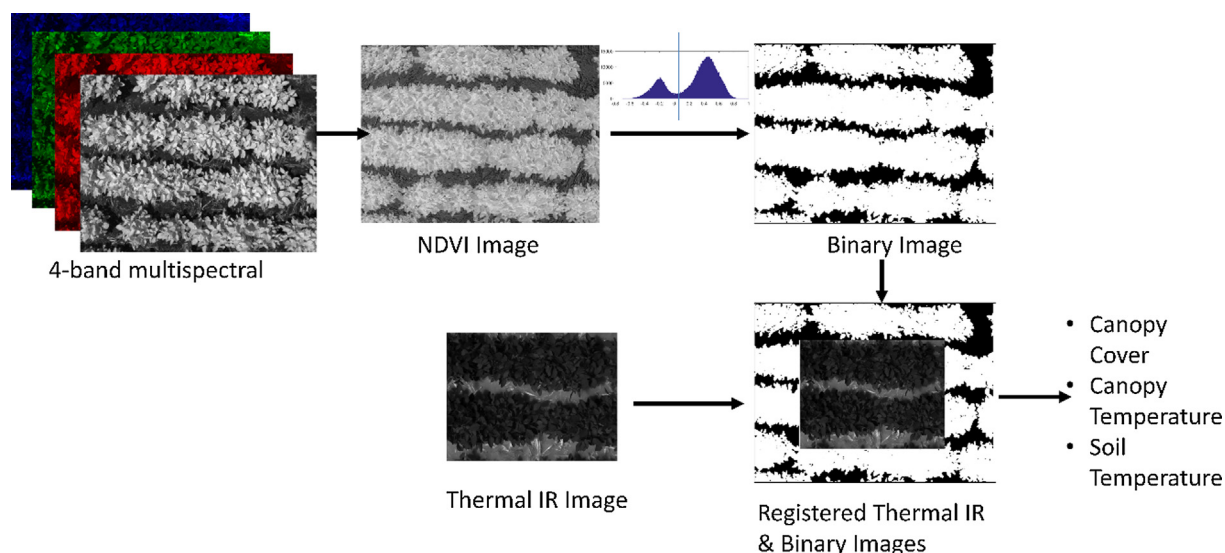 4-band multispectral
NDVI Image
Binary Image
Thermal IR Image
Registered Thermal IR
& Binary Images
• Canopy
Cover
• Canopy
Temperature
• Soil
Temperature